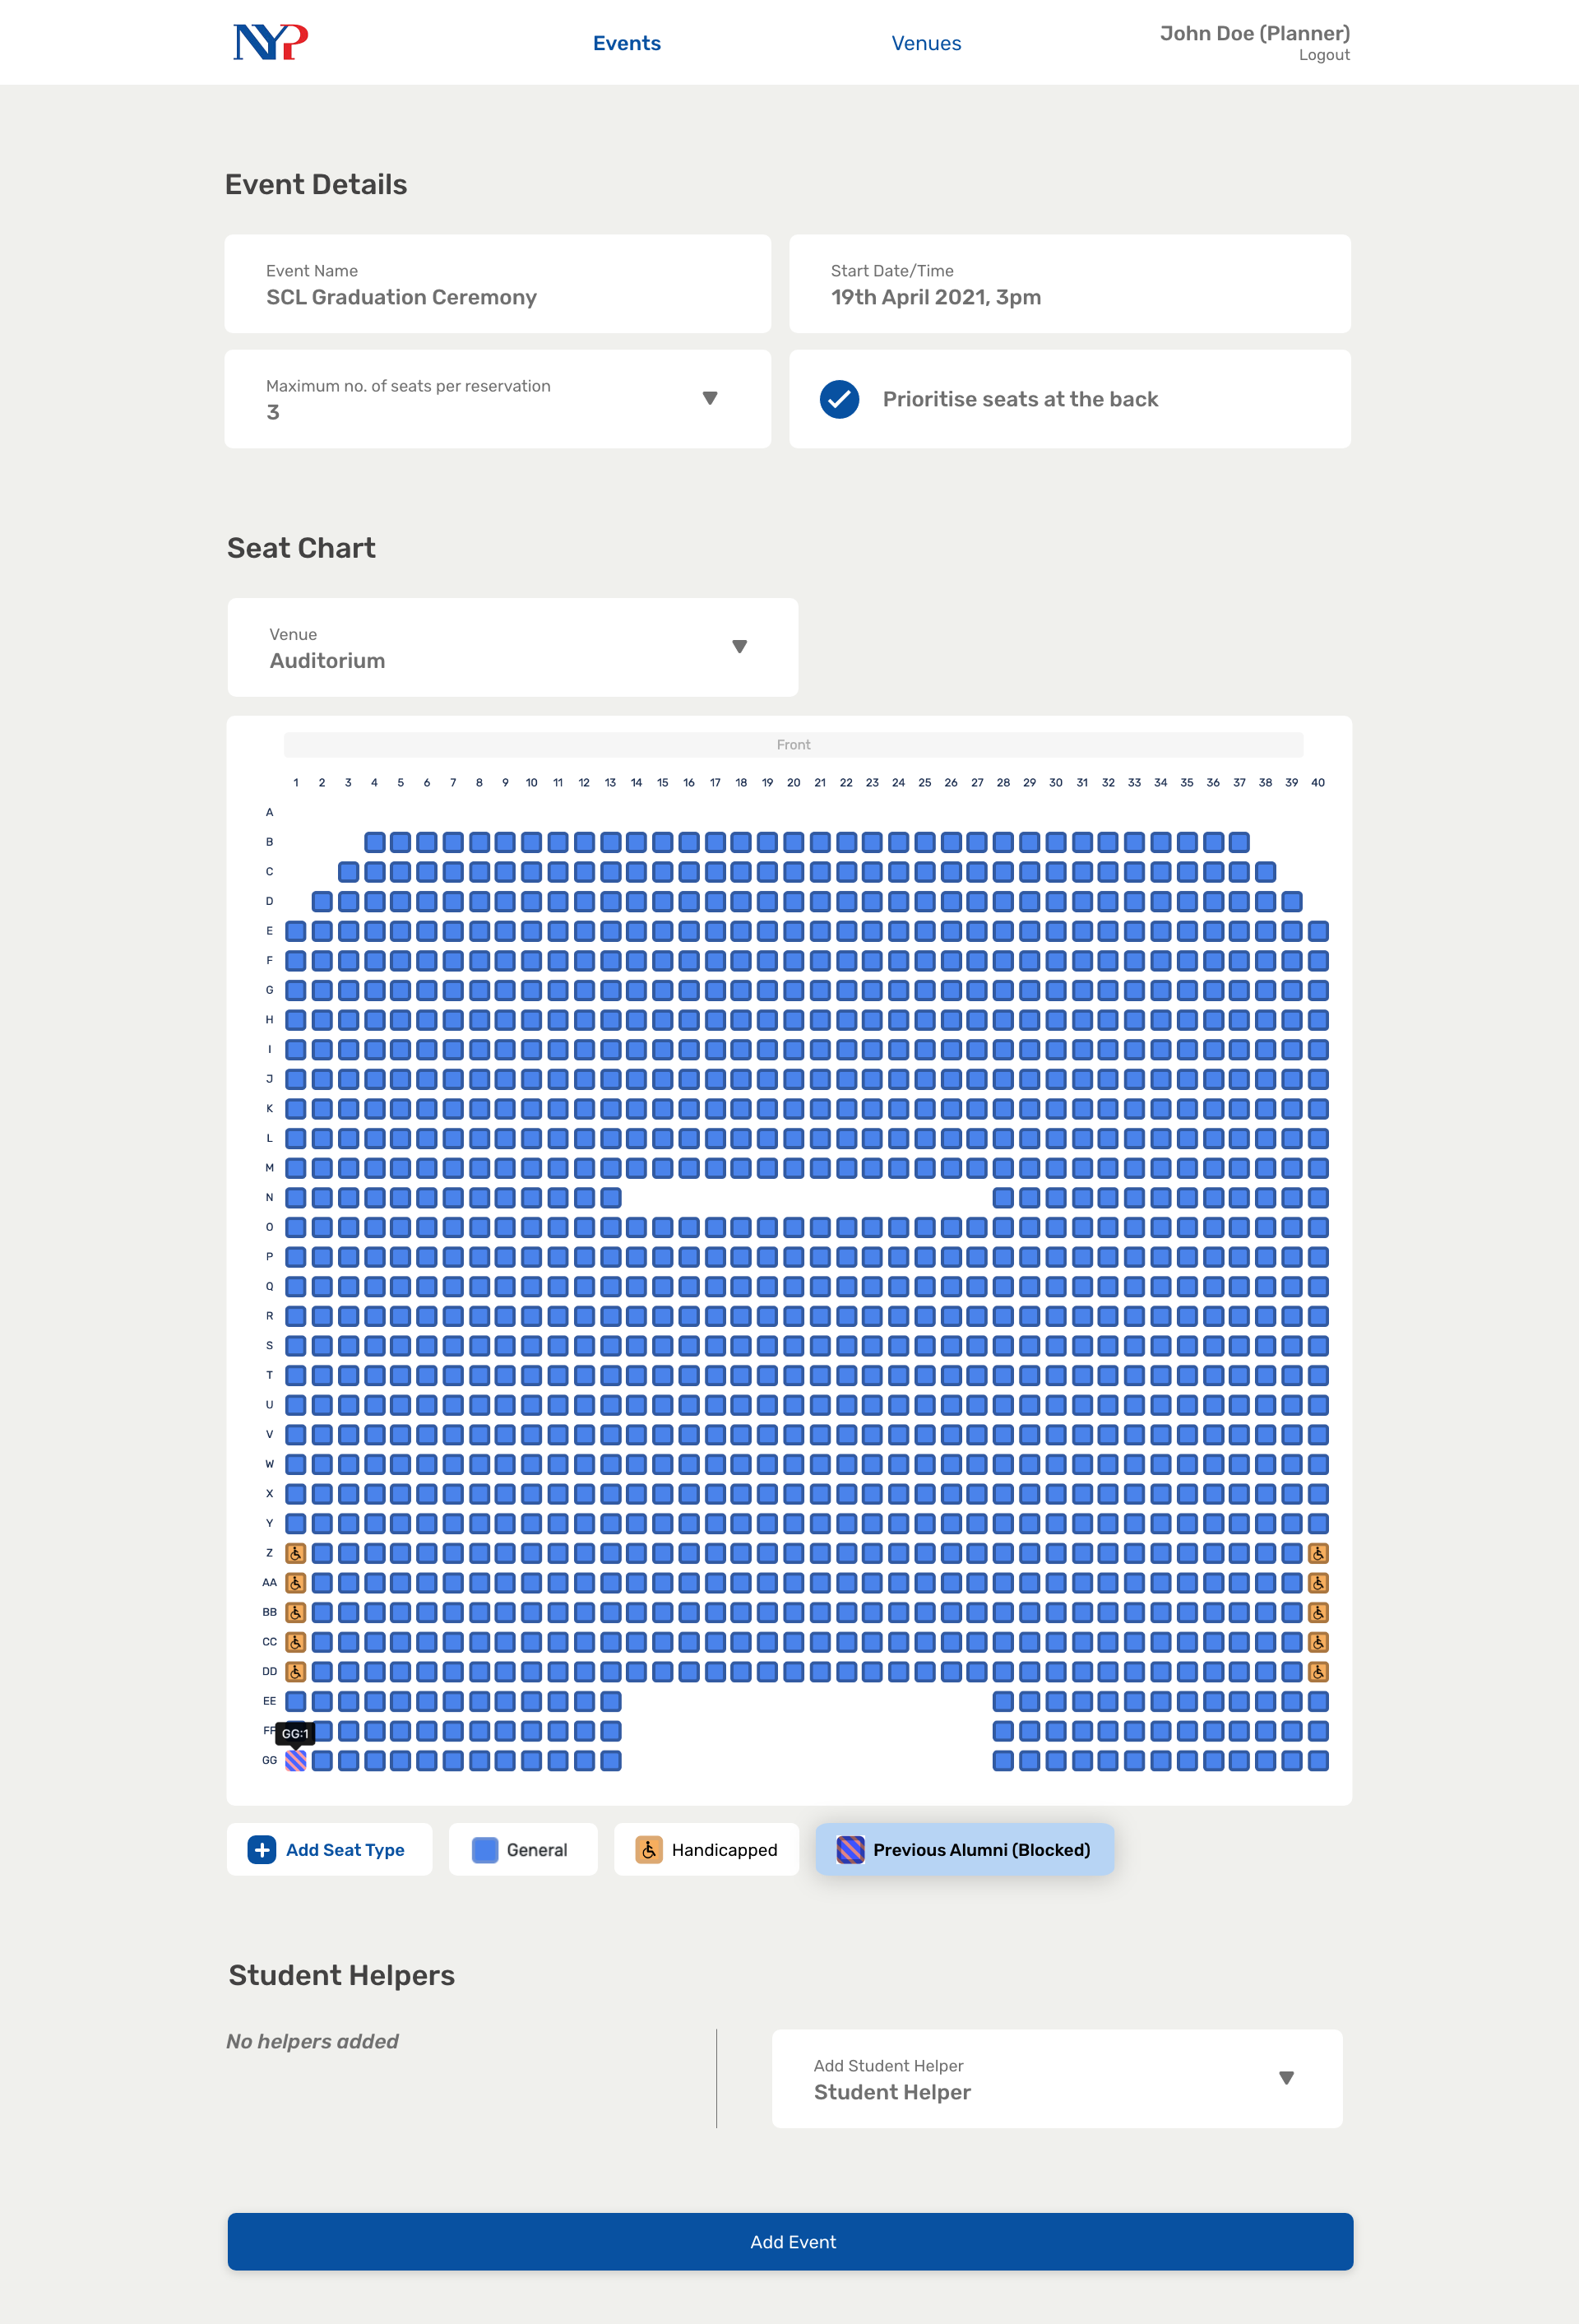 NYP
Events
Venues
John Doe (Planner)
Logout
Event Details
Event Name
SCL Graduation Ceremony
Start Date/Time
19th April 2021, 3pm
Maximum no. of seats per reservation
3
Prioritise seats at the back
Seat Chart
Venue
Auditorium
Front
1 2 3 4 5 6 7 8 9 10 11 12 13 14 15 16 17 18 19 20 21 22 23 24 25 26 27 28 29 30 31 32 33 34 35 36 37 38 39 40
A
B
C
D
E
F
G
H
I
J
K
L
M
N
O
P
Q
R
S
T
U
V
W
X
Y
Z
AA
BB
CC
DD
EE
FF
GG:1
GG
Add Seat Type
General
Handicapped
Previous Alumni (Blocked)
Student Helpers
No helpers added
Add Student Helper
Student Helper
Add Event